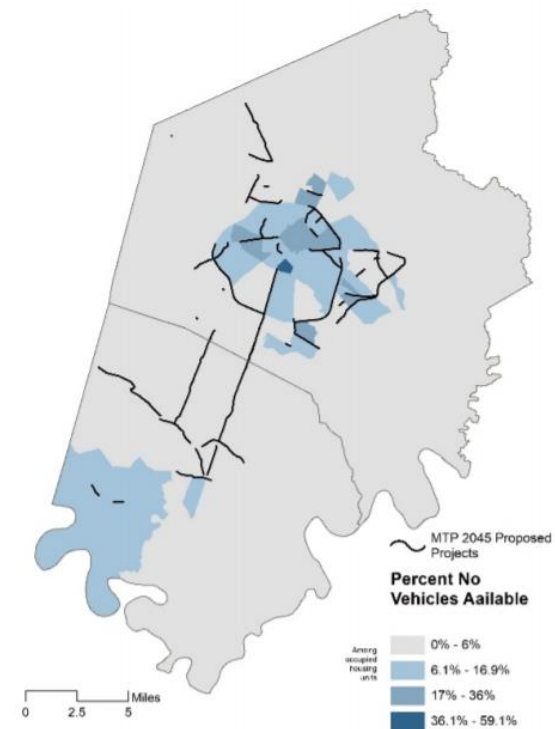 MTP 2045 Proposed
Projects
Percent No
Vehicles Aailable
Among
occupied
housing
units
0% - 6%
6.1% - 16.9%
17% - 36%
36.1% - 59.1%
Miles
0 2.5 5